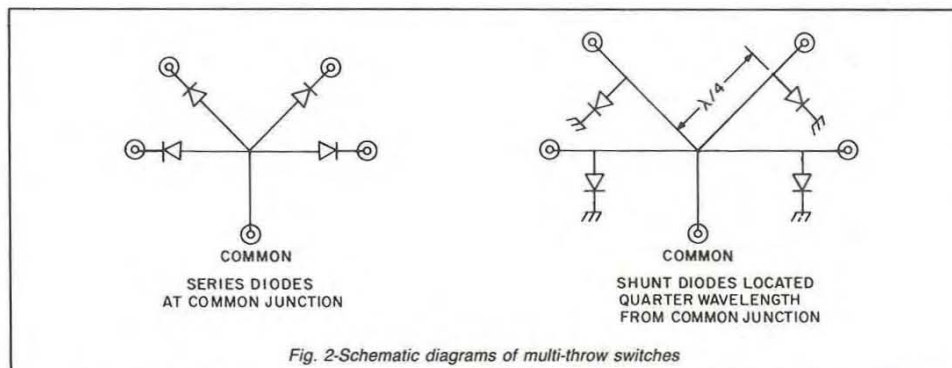 λ/4
COMMON
SERIES DIODES
AT COMMON JUNCTION
COMMON
SHUNT DIODES LOCATED
QUARTER WAVELENGTH
FROM COMMON JUNCTION
Fig. 2-Schematic diagrams of multi-throw switches